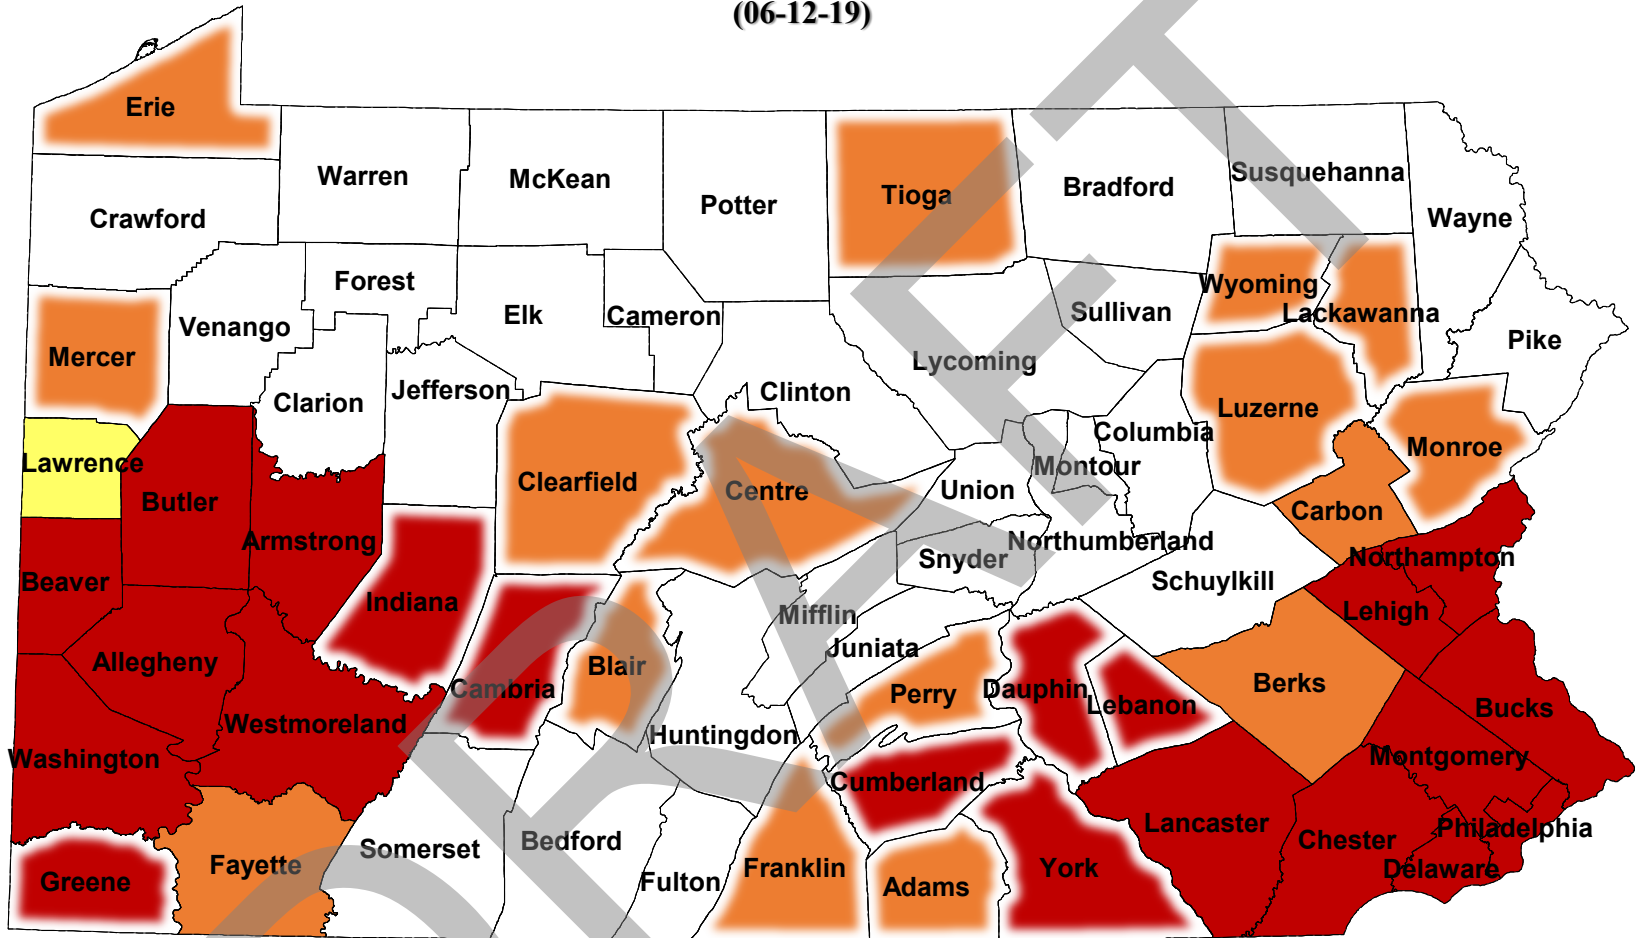 (06-12-19)
Erie
Warren
McKean
Potter
Tioga
Bradford
Susquehanna
Wayne
Crawford
Forest
Elk
Cameron
Sullivan
Wyoming
Lackawanna
Pike
Mercer
Venango
Clarion
Jefferson
Clinton
Lycoming
Columbia
Luzerne
Monroe
Lawrence
Butler
Armstrong
Clearfield
Centre
Union
Montour
Carbon
Northampton
Beaver
Indiana
Snyder
Northumberland
Schuylkill
Lehigh
Allegheny
Westmoreland
Cambria
Blair
Mifflin
Juniata
Perry
Dauphin
Lebanon
Berks
Bucks
Washington
Huntingdon
Cumberland
Montgomery
Greene
Fayette
Somerset
Bedford
Fulton
Franklin
Adams
York
Lancaster
Chester
Philadelphia
Delaware
DRAFT